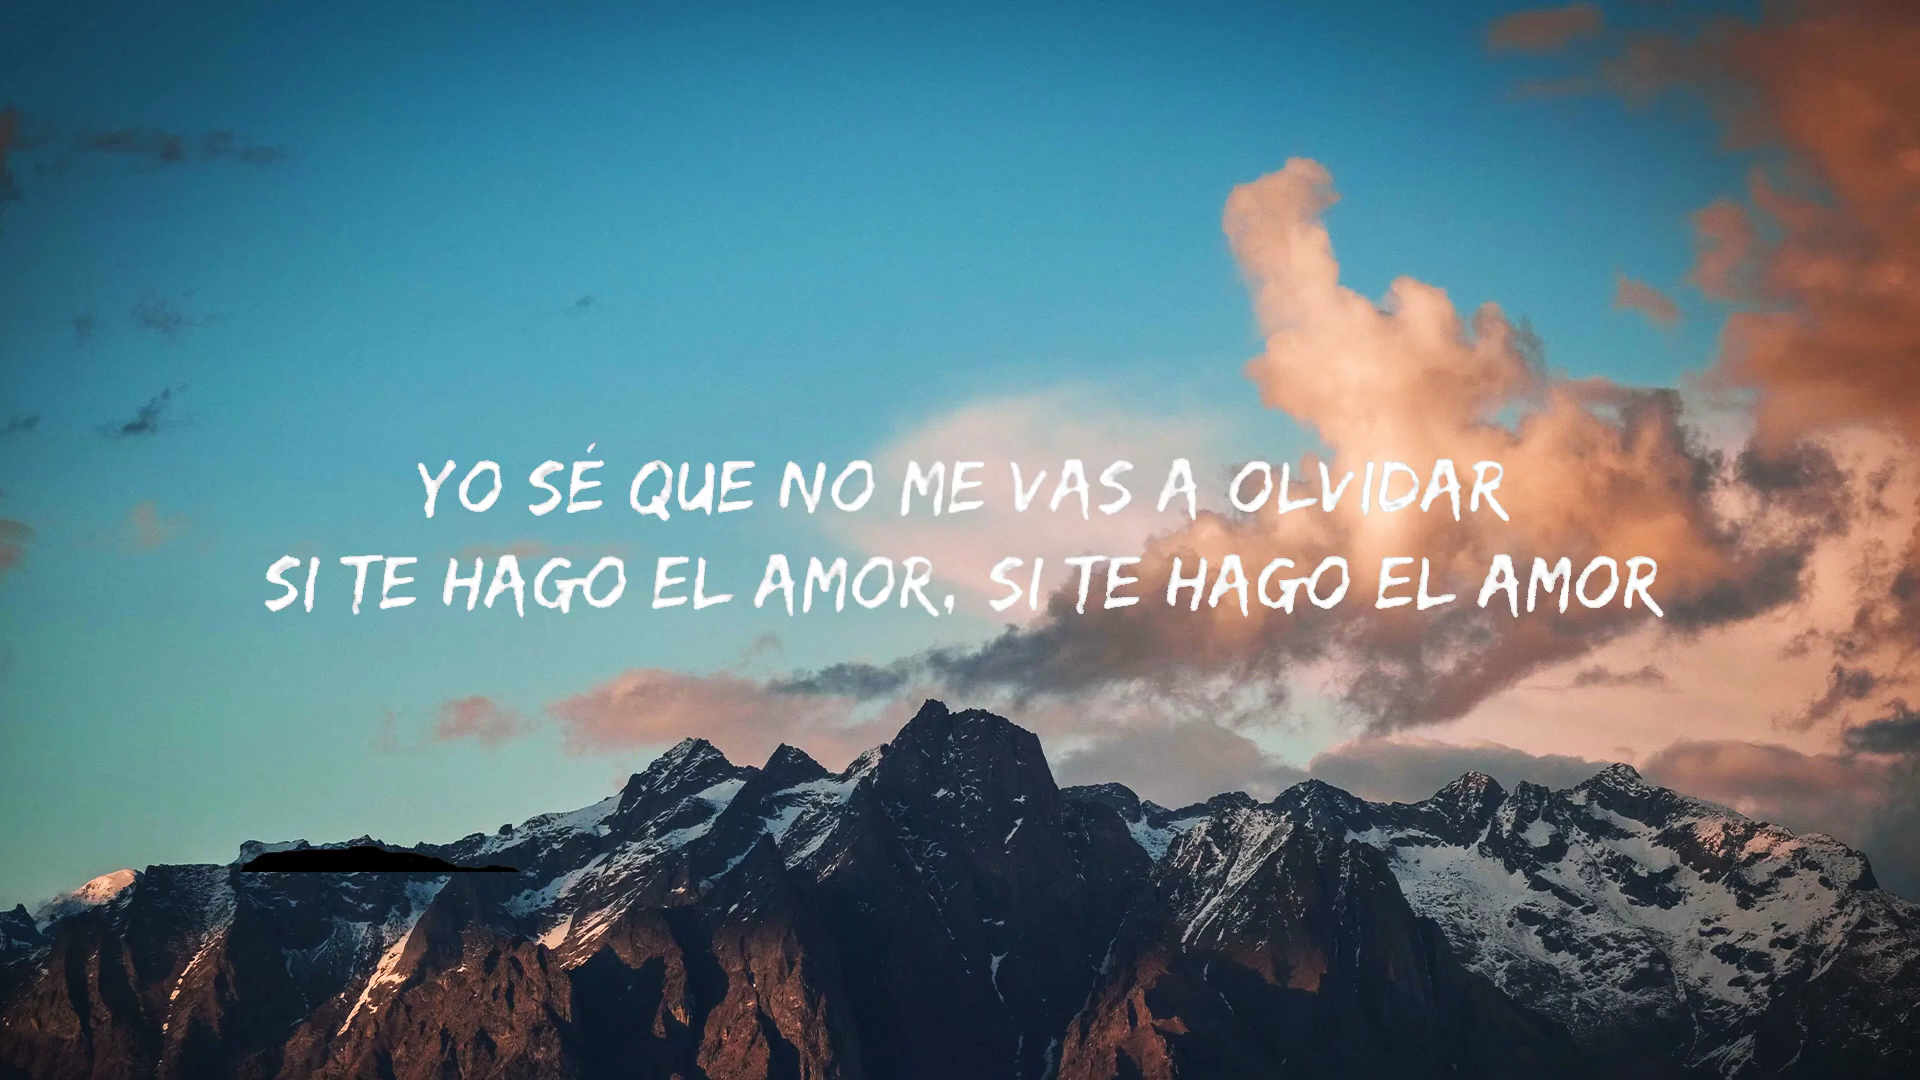 YO SÉ QUE NO ME VAS A OLVIDAR
SI TE HAGO EL AMOR, SI TE HAGO EL AMOR